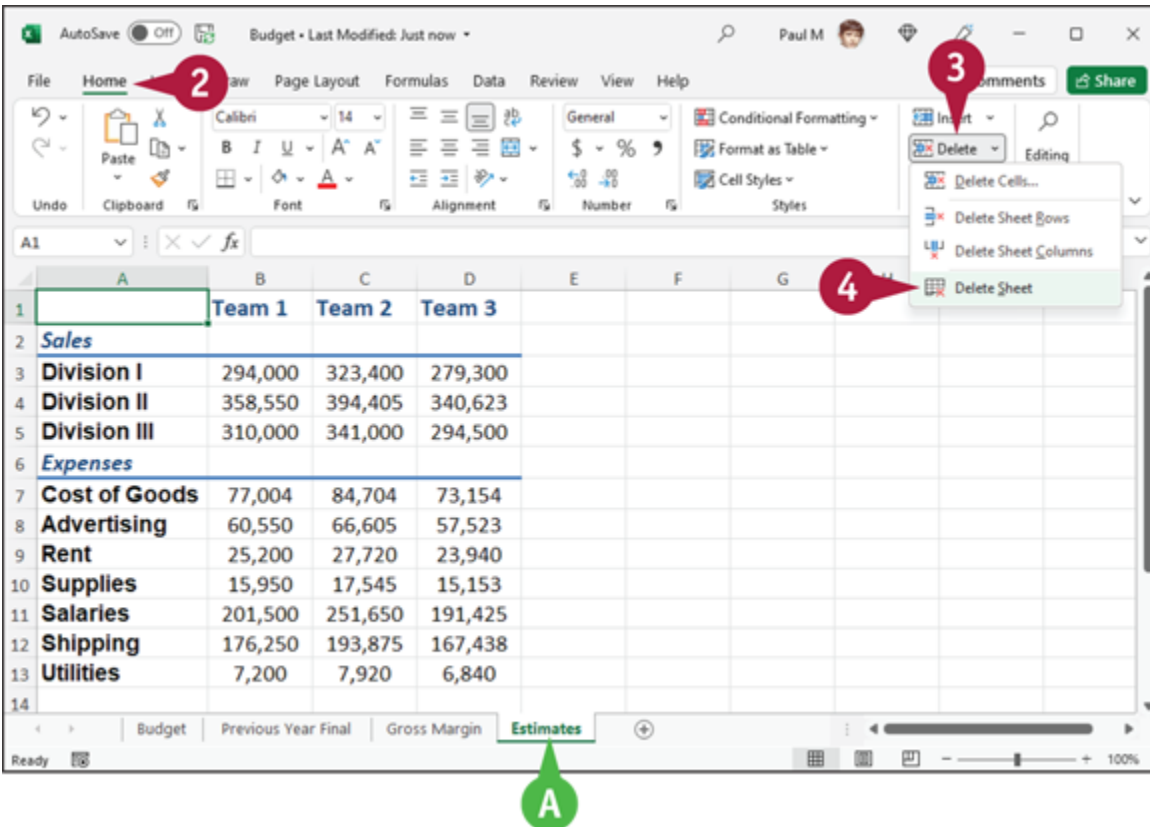 AutoSave Off Budget • Last Modified: Just now Paul M
File Home 2 aw Page Layout Formulas Data Review View Help 3 omments Share
Calibri 14 ab General Conditional Formatting Insert
Paste B I U A^ A˅ $ % 9 Format as Table Delete Editing
A .00 .00 Cell Styles Delete Cells...
Undo Clipboard Font Alignment Number Styles Delete Sheet Rows
A1 fx Delete Sheet Columns
4 Delete Sheet
A B C D E F G
1 Team 1 Team 2 Team 3
2 Sales
3 Division I 294,000 323,400 279,300
4 Division II 358,550 394,405 340,623
5 Division III 310,000 341,000 294,500
6 Expenses
7 Cost of Goods 77,004 84,704 73,154
8 Advertising 60,550 66,605 57,523
9 Rent 25,200 27,720 23,940
10 Supplies 15,950 17,545 15,153
11 Salaries 201,500 251,650 191,425
12 Shipping 176,250 193,875 167,438
13 Utilities 7,200 7,920 6,840
14
Budget Previous Year Final Gross Margin Estimates
Ready 100%
A